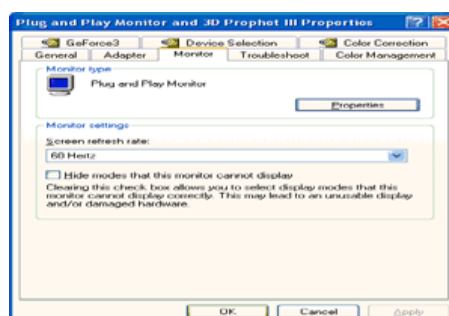 Plug and Play Monitor and 3D Prophet III Properties
GeForce3 Device Selection Color Correction
General Adapter Monitor Troubleshoot Color Management
Monitor type
Plug and Play Monitor
Properties
Monitor settings
Screen refresh rate:
60 Hertz
Hide modes that this monitor cannot display
Clearing this check box allows you to select display modes that this
monitor cannot display correctly. This may lead to an unusable display
and/or damaged hardware.
OK Cancel Apply